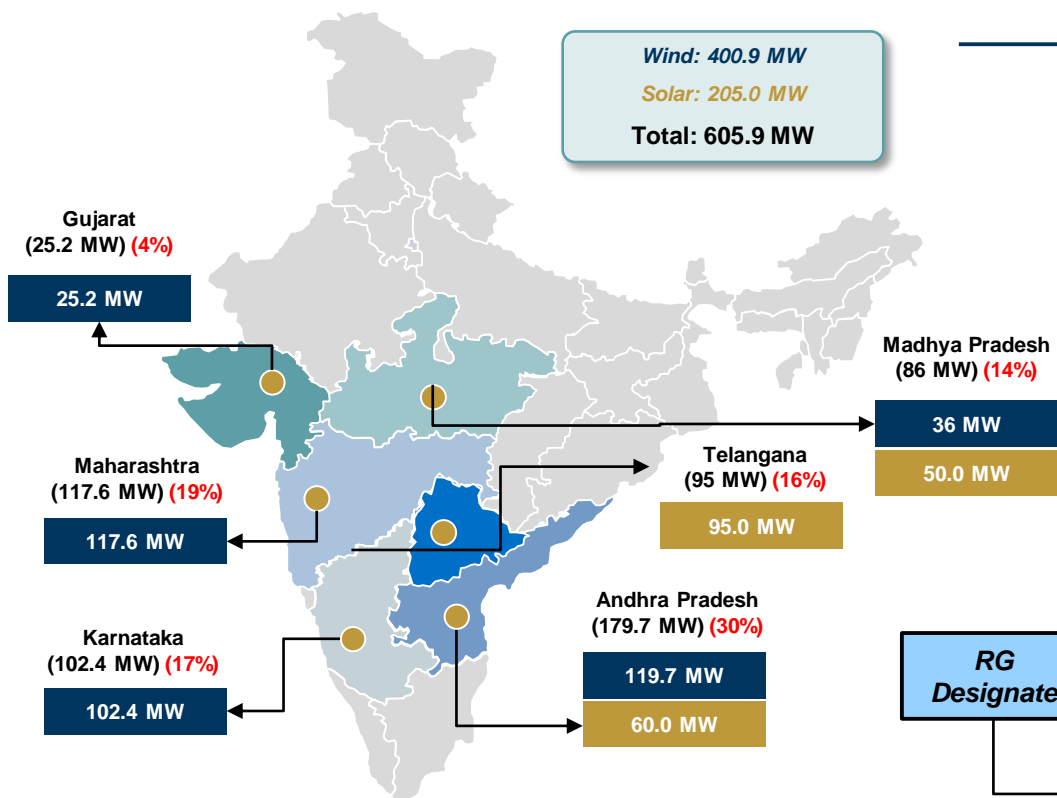 Wind: 400.9 MW
Solar: 205.0 MW
Total: 605.9 MW
Gujarat
(25.2 MW) (4%)
25.2 MW
Madhya Pradesh
(86 MW) (14%)
36 MW
50.0 MW
Maharashtra
(117.6 MW) (19%)
117.6 MW
Telangana
(95 MW) (16%)
95.0 MW
Andhra Pradesh
(179.7 MW) (30%)
119.7 MW
60.0 MW
Karnataka
(102.4 MW) (17%)
102.4 MW
RG
Designate